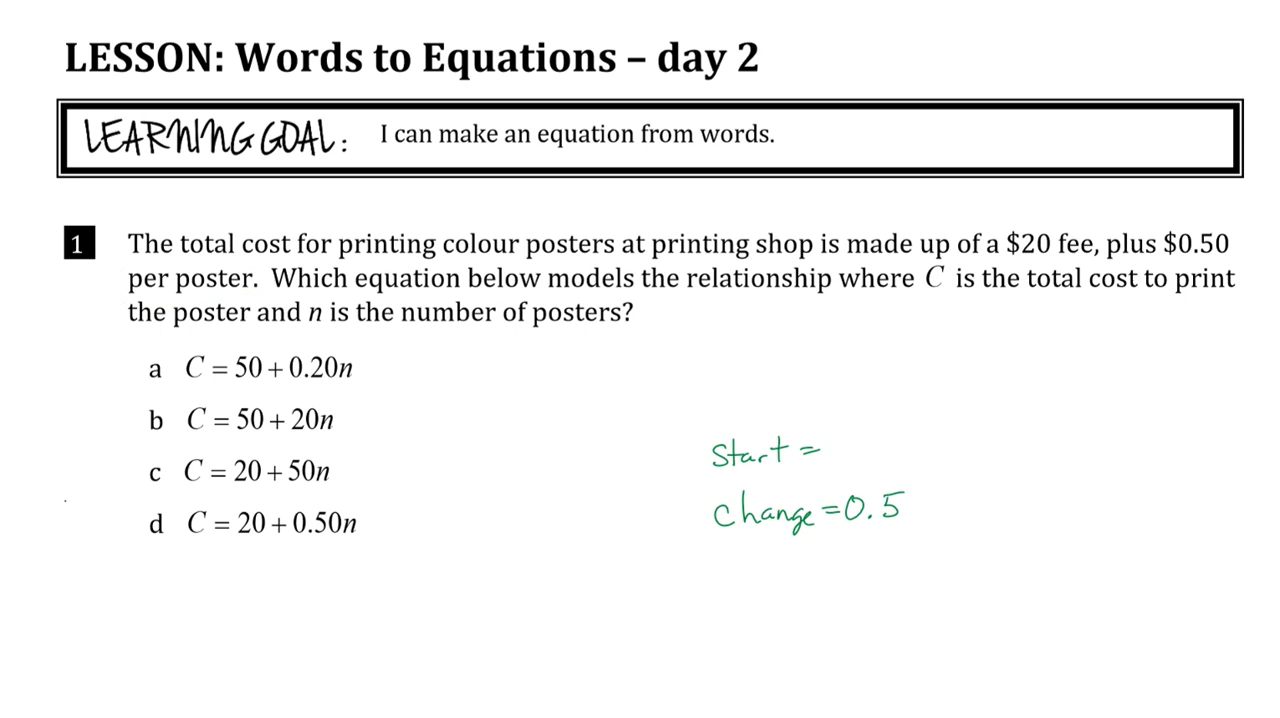 LESSON: Words to Equations – day 2
LEARNING GOAL: I can make an equation from words.
1 The total cost for printing colour posters at printing shop is made up of a $20 fee, plus $0.50
per poster. Which equation below models the relationship where C is the total cost to print
the poster and n is the number of posters?
a C = 50 + 0.20n
b C = 50 + 20n
c C = 20 + 50n
d C = 20 + 0.50n
Start =
change = 0.5